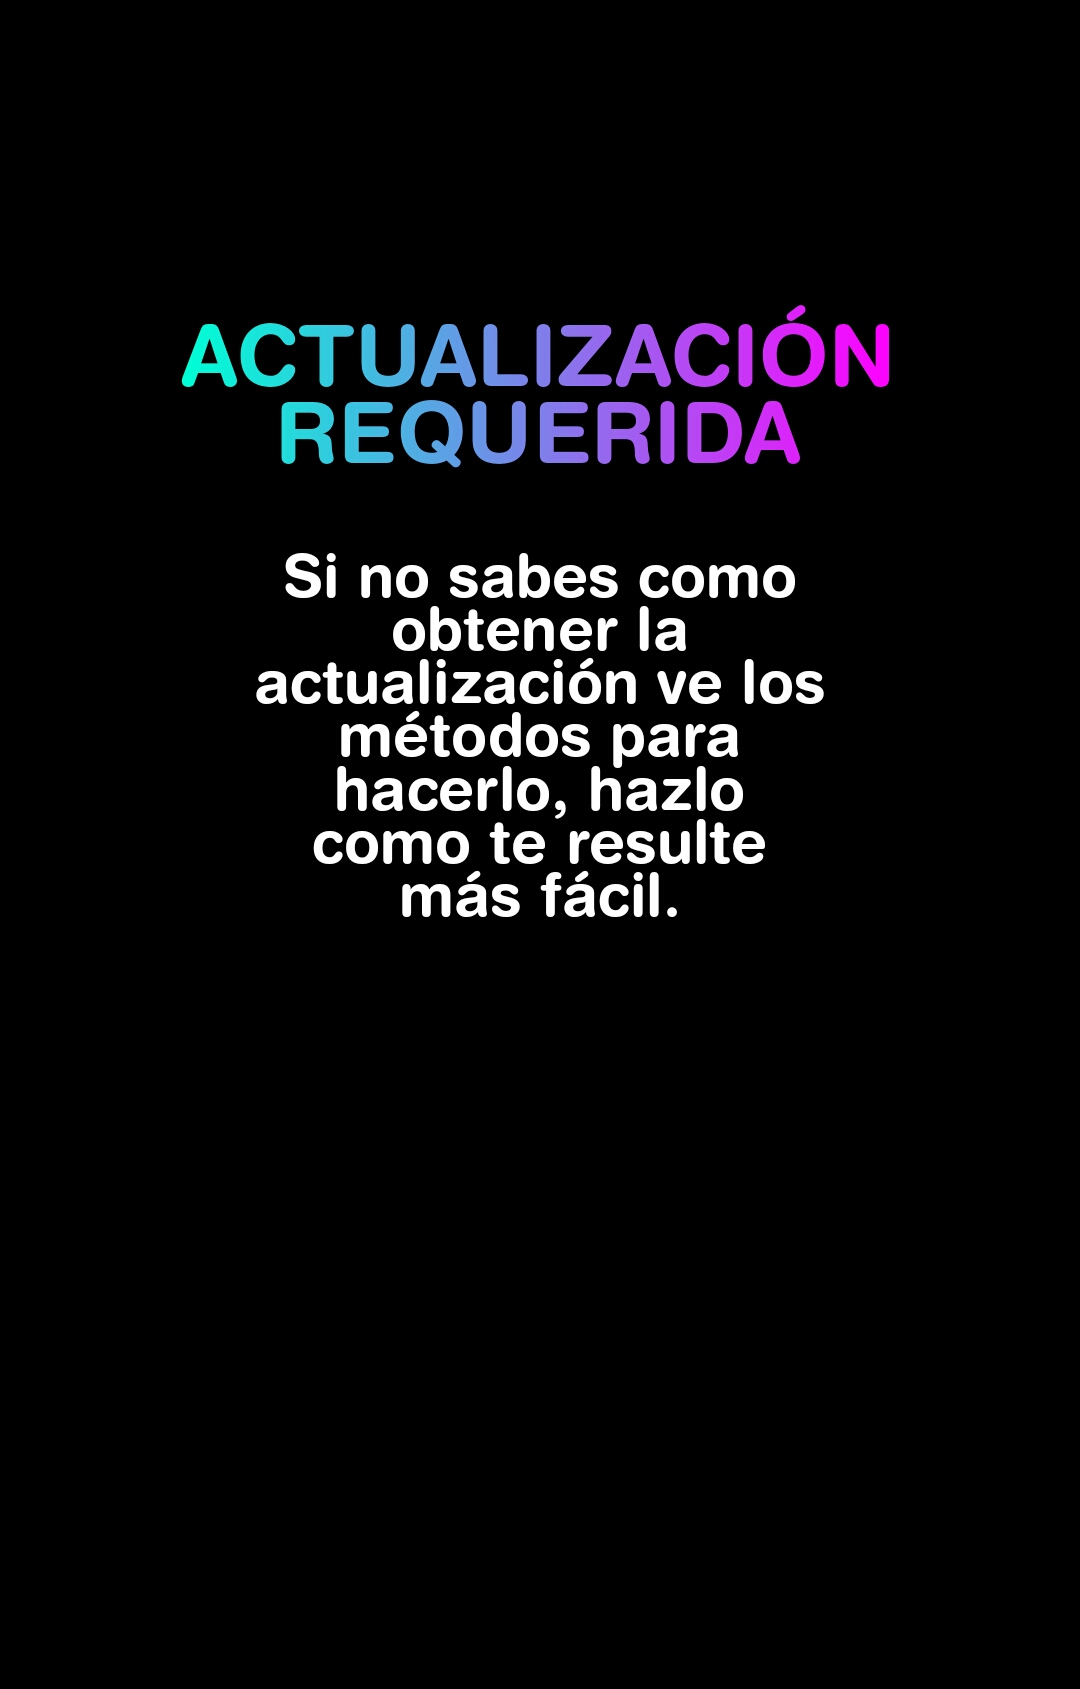 ACTUALIZACIÓN
REQUERIDA
Si no sabes como
obtener la
actualización ve los
métodos para
hacerlo, hazlo
como te resulte
más fácil.